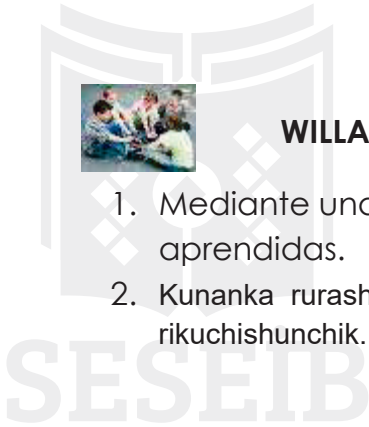 WILLA
1. Mediante una
aprendidas.
2. Kunanka rurash
rikuchishunchik.
SESEIB